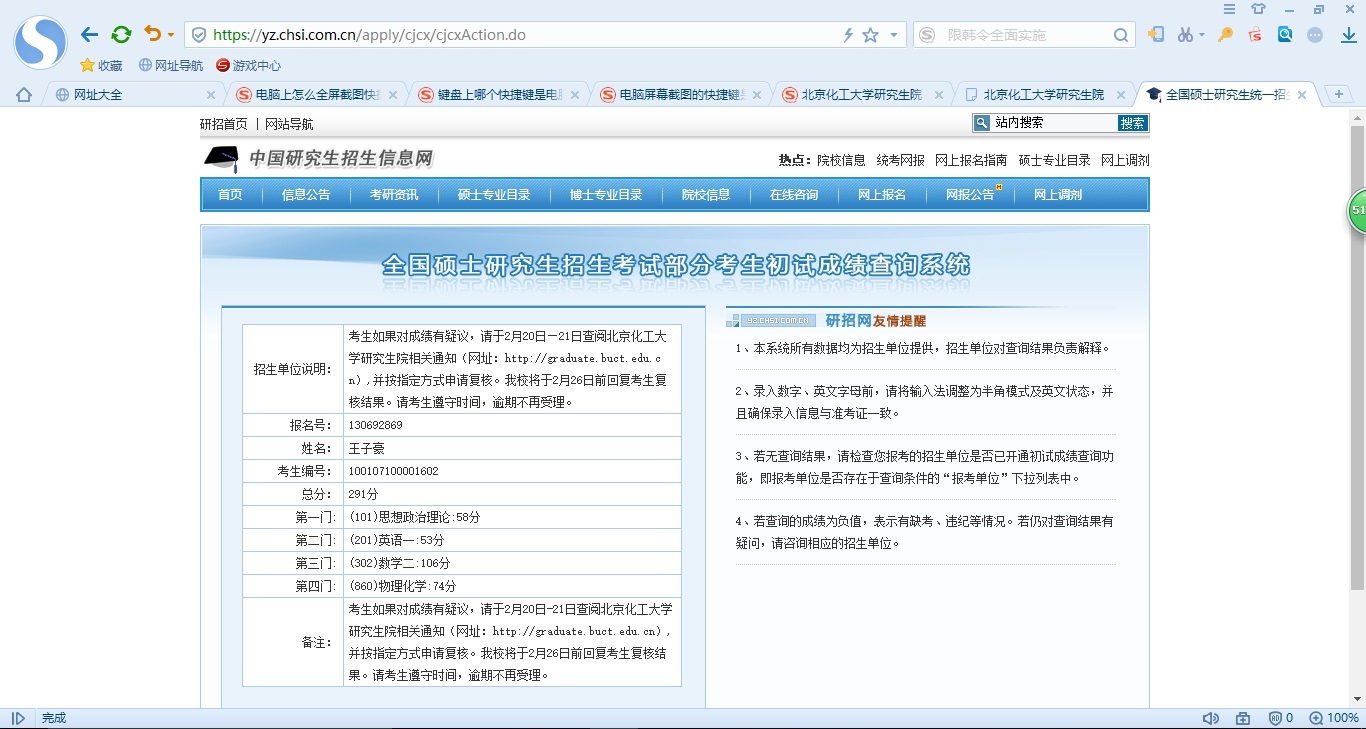 https://yz.chsi.com.cn/apply/cjcx/cjcxAction.do
限韩令全面实施
收藏 网址导航 游戏中心
网址大全 电脑上怎么全屏截图快 键盘上哪个快捷键是电 电脑屏幕截图的快捷键 北京化工大学研究生院 北京化工大学研究生院 全国硕士研究生统一招
研招首页 | 网站导航
站内搜索 搜索
中国研究生招生信息网
热点：院校信息 统考网报 网上报名指南 硕士专业目录 网上调剂
首页 信息公告 考研资讯 硕士专业目录 博士专业目录 院校信息 在线咨询 网上报名 网报公告 网上调剂
51
全国硕士研究生招生考试部分考生初试成绩查询系统
招生单位说明：
考生如果对成绩有疑议，请于2月20日—21日查阅北京化工大
学研究生院相关通知（网址：http://graduate.buct.edu.c
n）,并按指定方式申请复核。我校将于2月26日前回复考生复
核结果。请考生遵守时间，逾期不再受理。
报名号： 130692869
姓名： 王子豪
考生编号： 100107100001602
总分： 291分
第一门: (101)思想政治理论:58分
第二门: (201)英语一:53分
第三门: (302)数学二:106分
第四门: (860)物理化学:74分
备注：
考生如果对成绩有疑议，请于2月20日-21日查阅北京化工大学
研究生院相关通知（网址：http://graduate.buct.edu.cn），
并按指定方式申请复核。我校将于2月26日前回复考生复核结
果。请考生遵守时间，逾期不再受理。
YZ.CHSI.COM.CN 研招网友情提醒
1、本系统所有数据均为招生单位提供，招生单位对查询结果负责解释。
2、录入数字、英文字母前，请将输入法调整为半角模式及英文状态，并
且确保录入信息与准考证一致。
3、若无查询结果，请检查您报考的招生单位是否已开通初试成绩查询功
能，即报考单位是否存在于查询条件的“报考单位”下拉列表中。
4、若查询的成绩为负值，表示有缺考、违纪等情况。若仍对查询结果有
疑问，请咨询相应的招生单位。
完成
0 100%